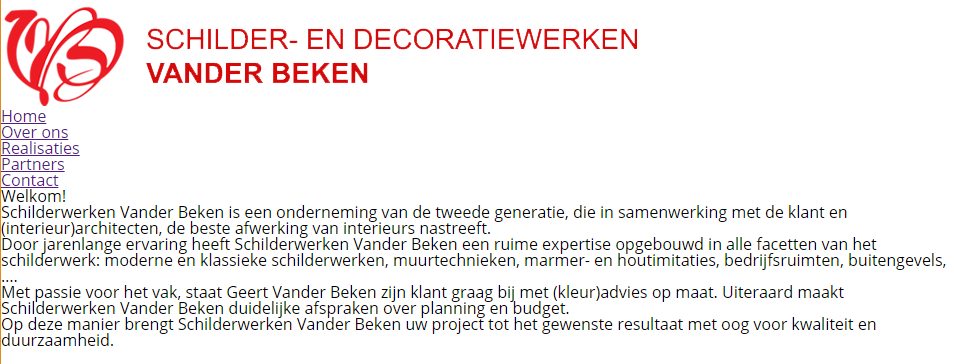 SCHILDER- EN DECORATIEWERKEN
VANDER BEKEN
Home
Over ons
Realisaties
Partners
Contact
Welkom!
Schilderwerken Vander Beken is een onderneming van de tweede generatie, die in samenwerking met de klant en
(interieur)architecten, de beste afwerking van interieurs nastreeft.
Door jarenlange ervaring heeft Schilderwerken Vander Beken een ruime expertise opgebouwd in alle facetten van het
schilderwerk: moderne en klassieke schilderwerken, muurtechnieken, marmer- en houtimitaties, bedrijfsruimten, buitengevels,
....
Met passie voor het vak, staat Geert Vander Beken zijn klant graag bij met (kleur)advies op maat. Uiteraard maakt
Schilderwerken Vander Beken duidelijke afspraken over planning en budget.
Op deze manier brengt Schilderwerken Vander Beken uw project tot het gewenste resultaat met oog voor kwaliteit en
duurzaamheid.